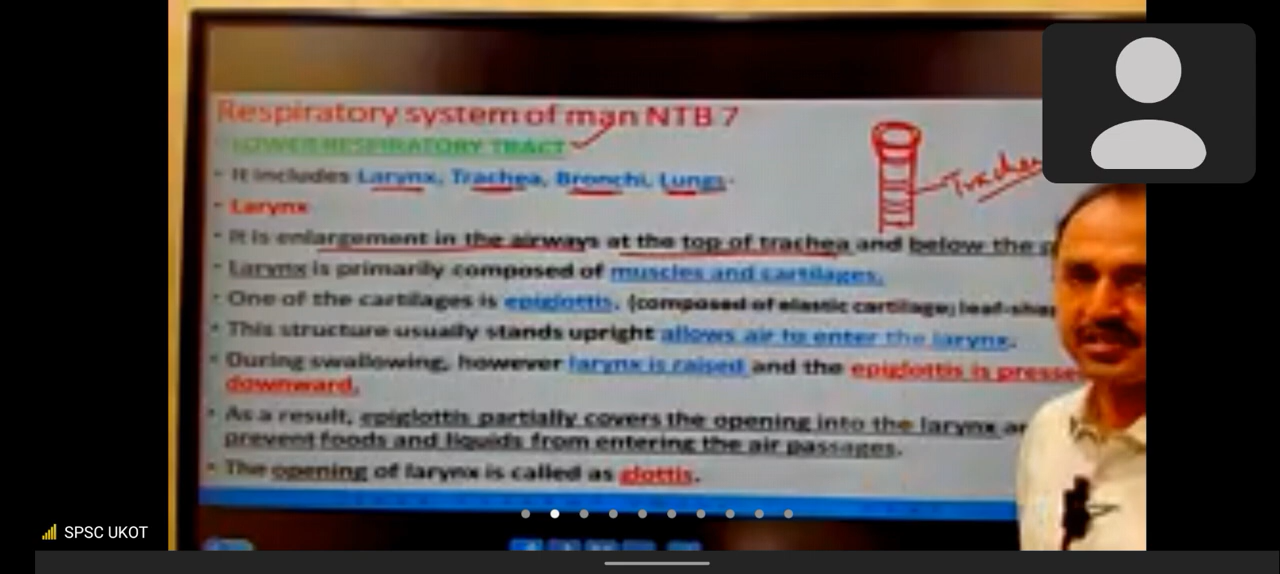 Respiratory system of man NTB 7
LOWER RESPIRATORY TRACT
• It includes Larynx, Trachea, Bronchi, Lungs.
Trachea
• Larynx
• It is enlargement in the airways at the top of trachea and below the
• Larynx is primarily composed of muscles and cartilages.
• One of the cartilages is epiglottis. (composed of elastic cartilage; leaf-shap
• This structure usually stands upright allows air to enter the larynx.
• During swallowing, however larynx is raised and the epiglottis is presse
downward.
• As a result, epiglottis partially covers the opening into the larynx an
prevent foods and liquids from entering the air passages.
• The opening of larynx is called as glottis.
SPSC UKOT